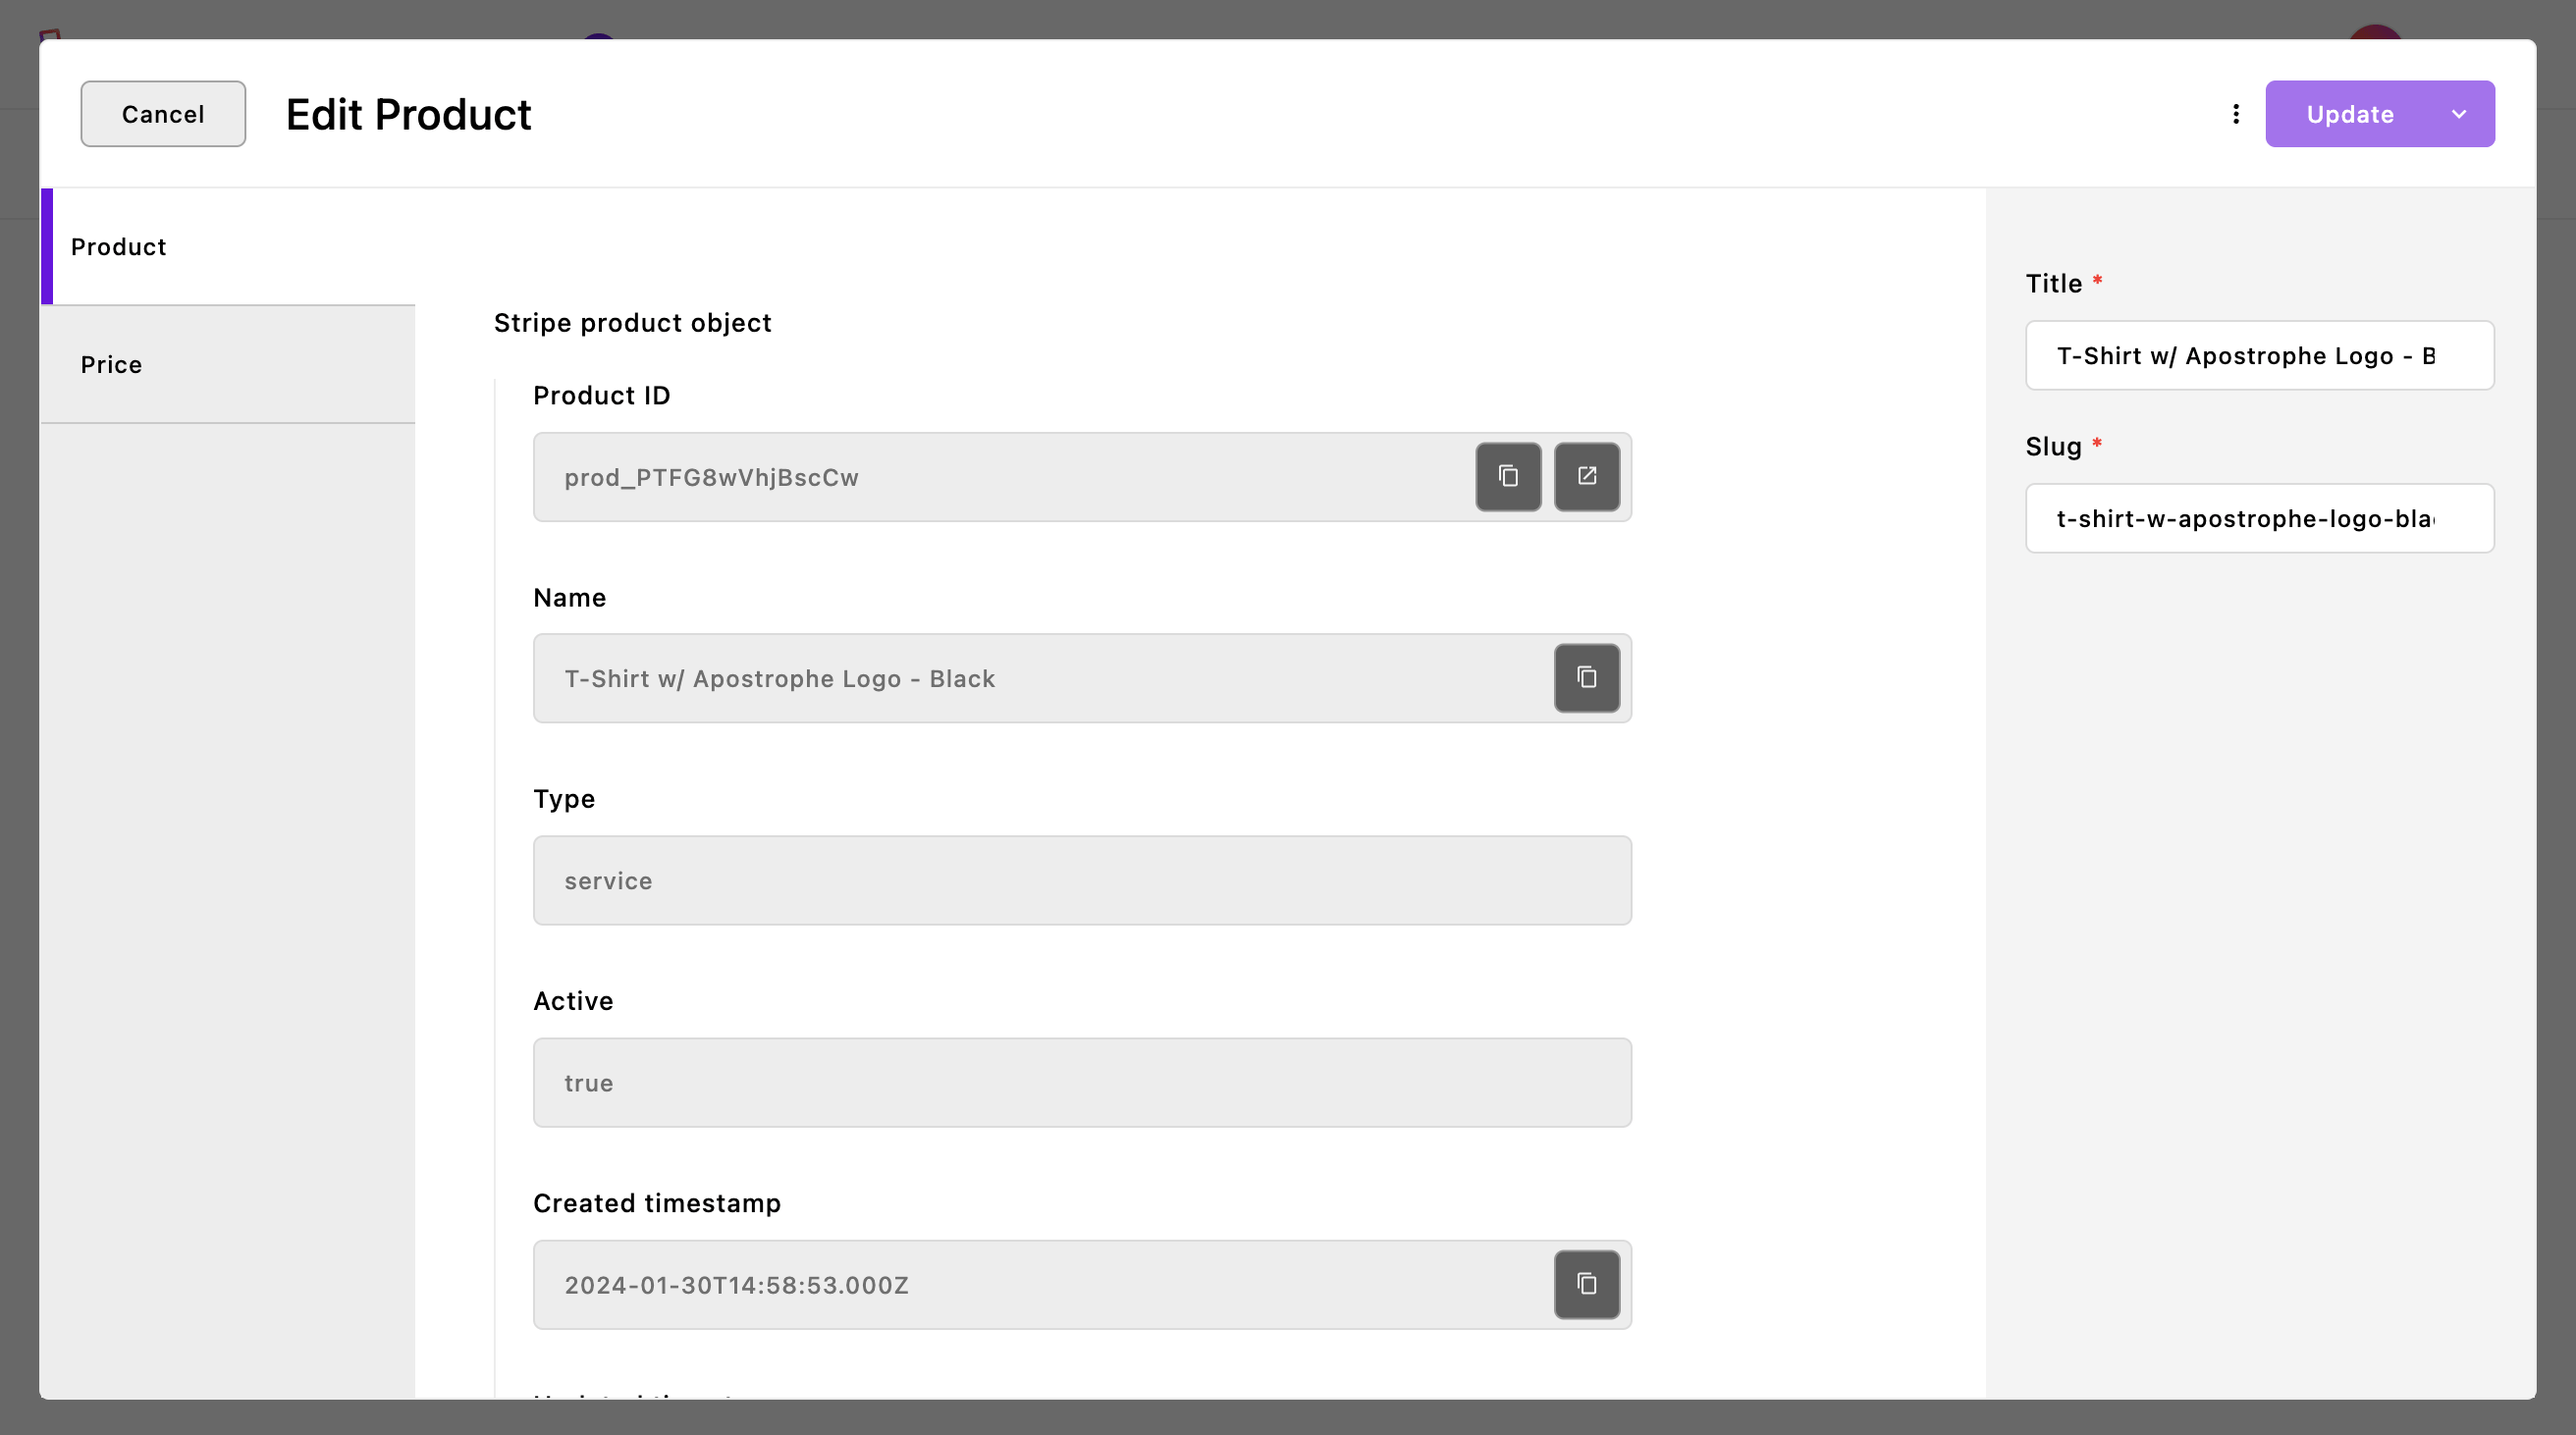 Cancel
Edit Product
Update
Product
Price
Stripe product object
Product ID
prod_PTFG8wVhjBscCw
Name
T-Shirt w/ Apostrophe Logo - Black
Type
service
Active
true
Created timestamp
2024-01-30T14:58:53.000Z
Title *
T-Shirt w/ Apostrophe Logo - B
Slug *
t-shirt-w-apostrophe-logo-bla